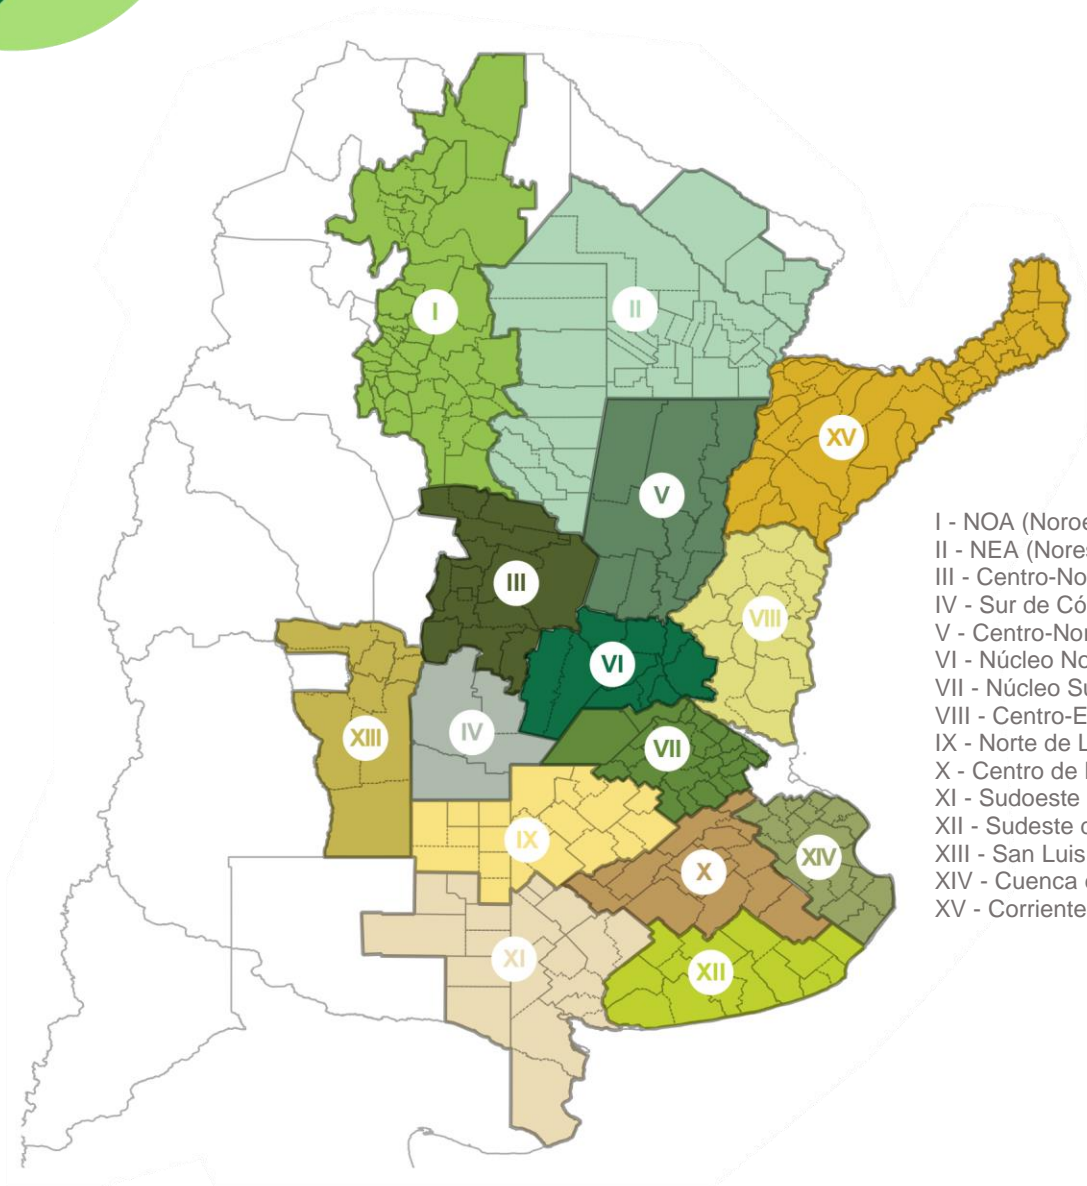 I
II
XV
V
III
VIII
VI
IV
XIII
VII
IX
X
XIV
XI
XII
I - NOA (Noroe
II - NEA (Nores
III - Centro-No
IV - Sur de Có
V - Centro-Nor
VI - Núcleo No
VII - Núcleo Su
VIII - Centro-E
IX - Norte de L
X - Centro de
XI - Sudoeste
XII - Sudeste d
XIII - San Luis
XIV - Cuenca
XV - Corriente